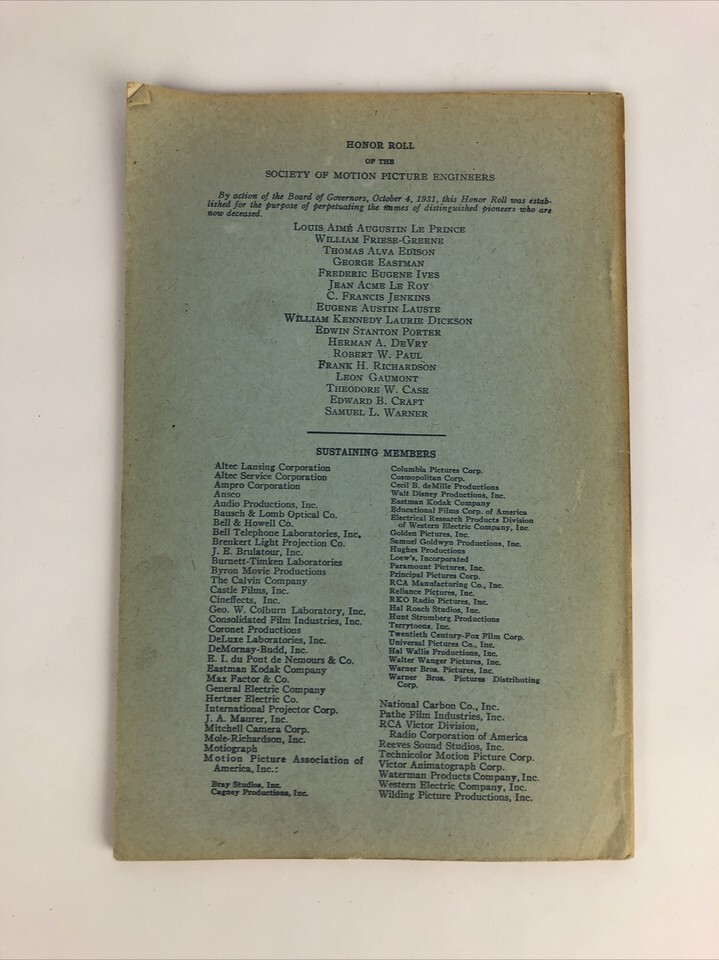 HONOR ROLL
OF THE
SOCIETY OF MOTION PICTURE ENGINEERS
By action of the Board of Governors, October 4, 1931, this Honor Roll was estab-
lished for the purpose of perpetuating the names of distinguished pioneers who are
now deceased.
LOUIS AIMÉ AUGUSTIN LE PRINCE
WILLIAM FRIESE-GREENE
THOMAS ALVA EDISON
GEORGE EASTMAN
FREDERIC EUGENE IVES
JEAN ACME LE ROY
C. FRANCIS JENKINS
EUGENE AUSTIN LAUSTE
WILLIAM KENNEDY LAURIE DICKSON
EDWIN STANTON PORTER
HERMAN A. DEVRY
ROBERT W. PAUL
FRANK H. RICHARDSON
LEON GAUMONT
THEODORE W. CASE
EDWARD B. CRAFT
SAMUEL L. WARNER
SUSTAINING MEMBERS
Altec Lansing Corporation
Altec Service Corporation
Ampro Corporation
Ansco
Audio Productions, Inc.
Bausch & Lomb Optical Co.
Bell & Howell Co.
Bell Telephone Laboratories, Inc.
Brenkert Light Projection Co.
J. E. Brulatour, Inc.
Burnett-Timken Laboratories
Byron Movie Productions
The Calvin Company
Castle Films, Inc.
Cineffects, Inc.
Geo. W. Colburn Laboratory, Inc.
Consolidated Film Industries, Inc.
Coronet Productions
DeLuxe Laboratories, Inc.
DeMornay-Budd, Inc.
E. I. du Pont de Nemours & Co.
Eastman Kodak Company
Max Factor & Co.
General Electric Company
Hertner Electric Co.
International Projector Corp.
J. A. Maurer, Inc.
Mitchell Camera Corp.
Mole-Richardson, Inc.
Motiograph
Motion Picture Association of
America, Inc.:
Bray Studios, Inc.
Cagney Productions, Inc.
Columbia Pictures Corp.
Cosmopolitan Corp.
Cecil B. deMille Productions
Walt Disney Productions, Inc.
Eastman Kodak Company
Educational Films Corp. of America
Electrical Research Products Division
of Western Electric Company, Inc.
Golden Pictures, Inc.
Samuel Goldwyn Productions, Inc.
Hughes Productions
Loew's, Incorporated
Paramount Pictures, Inc.
Principal Pictures Corp.
RCA Manufacturing Co., Inc.
Reliance Pictures, Inc.
RKO Radio Pictures, Inc.
Hal Roach Studios, Inc.
Hunt Stromberg Productions
Terrytoons, Inc.
Twentieth Century-Fox Film Corp.
Universal Pictures Co., Inc.
Hal Wallis Productions, Inc.
Walter Wanger Pictures, Inc.
Warner Bros. Pictures, Inc.
Warner Bros. Pictures Distributing
Corp.
National Carbon Co., Inc.
Pathe Film Industries, Inc.
RCA Victor Division,
Radio Corporation of America
Reeves Sound Studios, Inc.
Technicolor Motion Picture Corp.
Victor Animatograph Corp.
Waterman Products Company, Inc.
Western Electric Company, Inc.
Wilding Picture Productions, Inc.